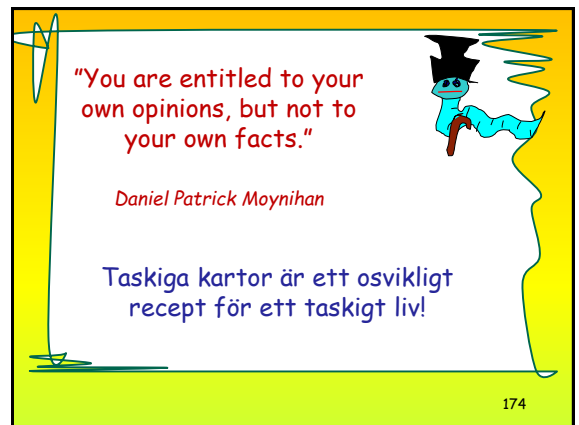 "You are entitled to your
own opinions, but not to
your own facts."
Daniel Patrick Moynihan
Taskiga kartor är ett osvikligt
recept för ett taskigt liv!
174